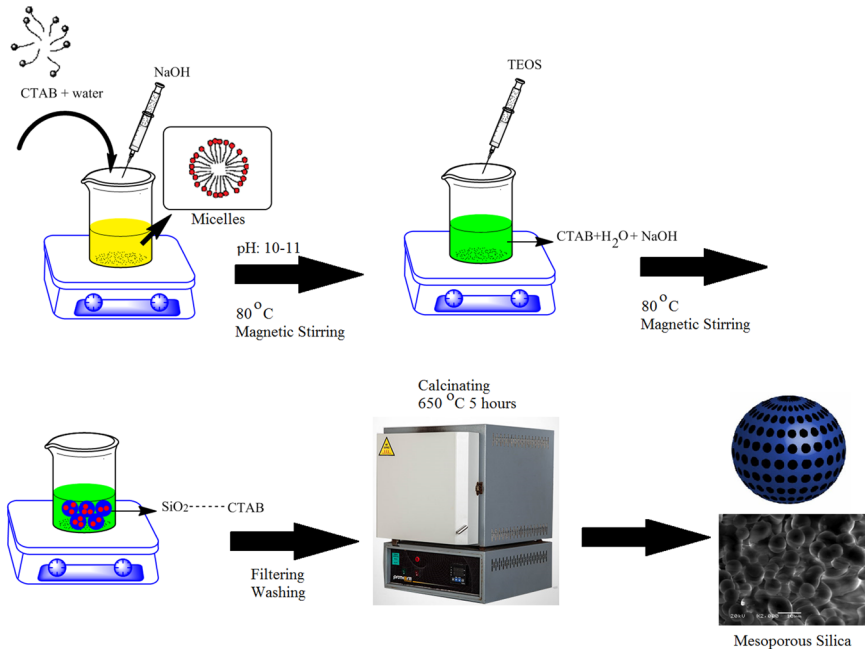 CTAB + water
NaOH
Micelles
pH: 10-11
80°C
Magnetic Stirring
TEOS
CTAB+H₂O+ NaOH
80°C
Magnetic Stirring
SiO₂------CTAB
Filtering
Washing
Calcinating
650 °C 5 hours
20kV
Mesoporous Silica